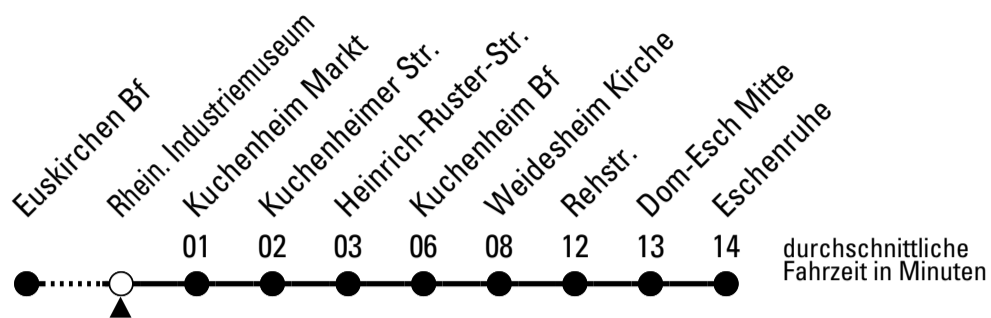 Euskirchen Bf
Rhein. Industriemuseum
Kuchenheim Markt
Kuchenheimer Str.
Heinrich-Ruster-Str.
Kuchenheim Bf
Weidesheim Kirche
Rehstr.
Dom-Esch Mitte
Eschenruhe
01 02 03 06 08 12 13 14
durchschnittliche
Fahrzeit in Minuten